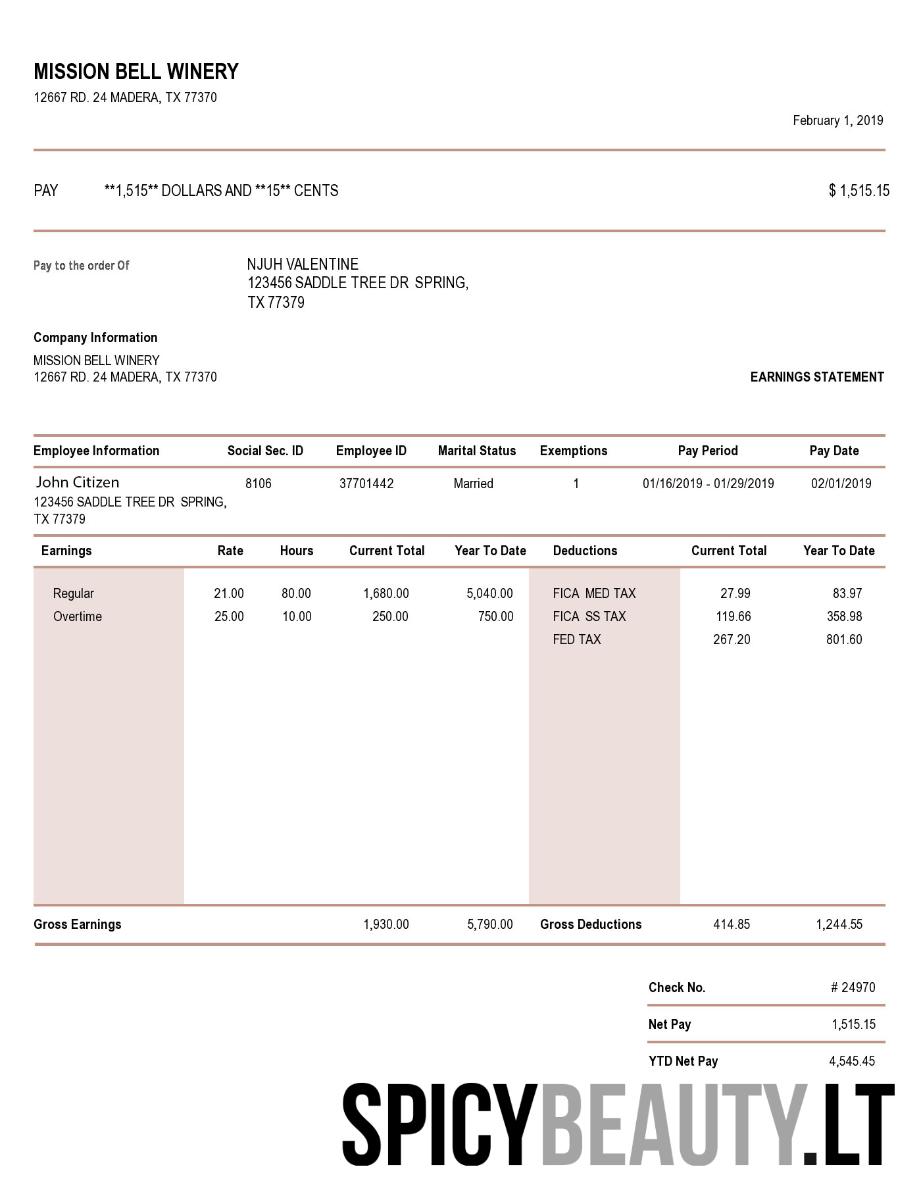 MISSION BELL WINERY
12667 RD. 24 MADERA, TX 77370
February 1, 2019
PAY **1,515** DOLLARS AND **15** CENTS $ 1,515.15
Pay to the order Of NJUH VALENTINE
123456 SADDLE TREE DR SPRING,
TX 77379
Company Information
MISSION BELL WINERY
12667 RD. 24 MADERA, TX 77370 EARNINGS STATEMENT
Employee Information Social Sec. ID Employee ID Marital Status Exemptions Pay Period Pay Date
John Citizen 8106 37701442 Married 1 01/16/2019 - 01/29/2019 02/01/2019
123456 SADDLE TREE DR SPRING,
TX 77379
Earnings Rate Hours Current Total Year To Date Deductions Current Total Year To Date
Regular 21.00 80.00 1,680.00 5,040.00 FICA MED TAX 27.99 83.97
Overtime 25.00 10.00 250.00 750.00 FICA SS TAX 119.66 358.98
FED TAX 267.20 801.60
Gross Earnings 1,930.00 5,790.00 Gross Deductions 414.85 1,244.55
Check No. # 24970
Net Pay 1,515.15
YTD Net Pay 4,545.45
SPICYBEAUTY.LT